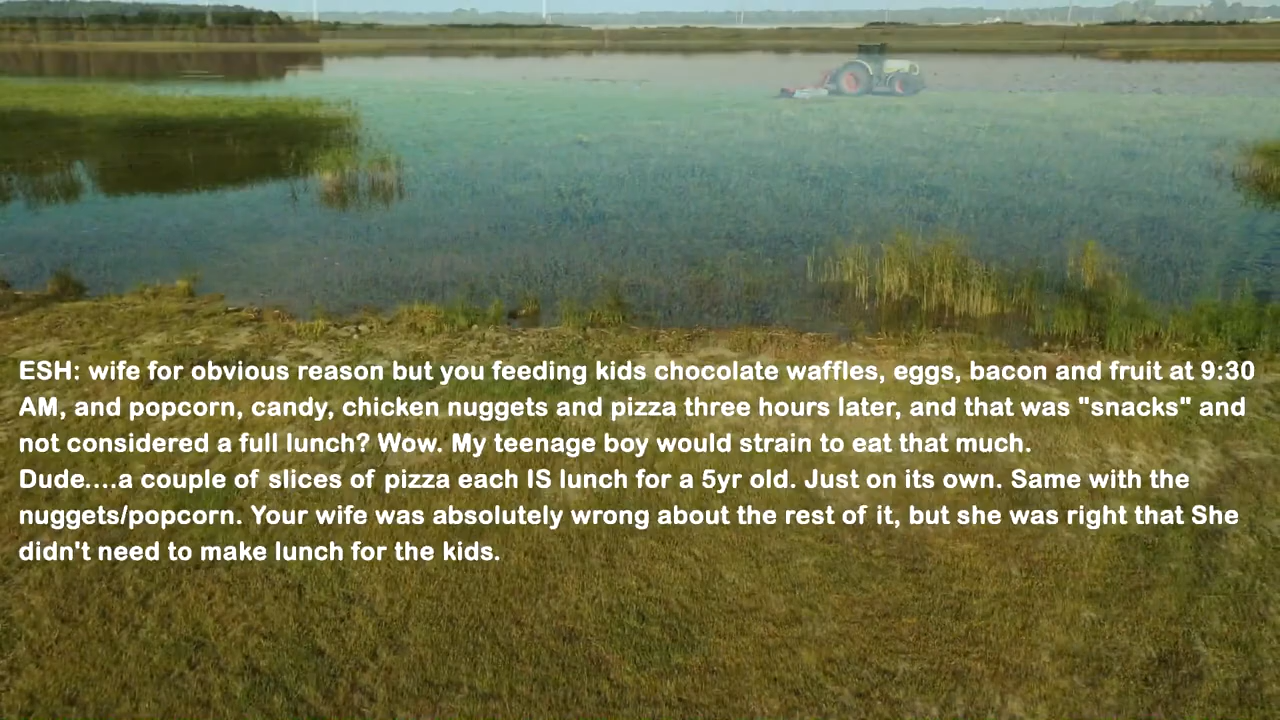 ESH: wife for obvious reason but you feeding kids chocolate waffles, eggs, bacon and fruit at 9:30
AM, and popcorn, candy, chicken nuggets and pizza three hours later, and that was "snacks" and
not considered a full lunch? Wow. My teenage boy would strain to eat that much.
Dude....a couple of slices of pizza each IS lunch for a 5yr old. Just on its own. Same with the
nuggets/popcorn. Your wife was absolutely wrong about the rest of it, but she was right that She
didn't need to make lunch for the kids.